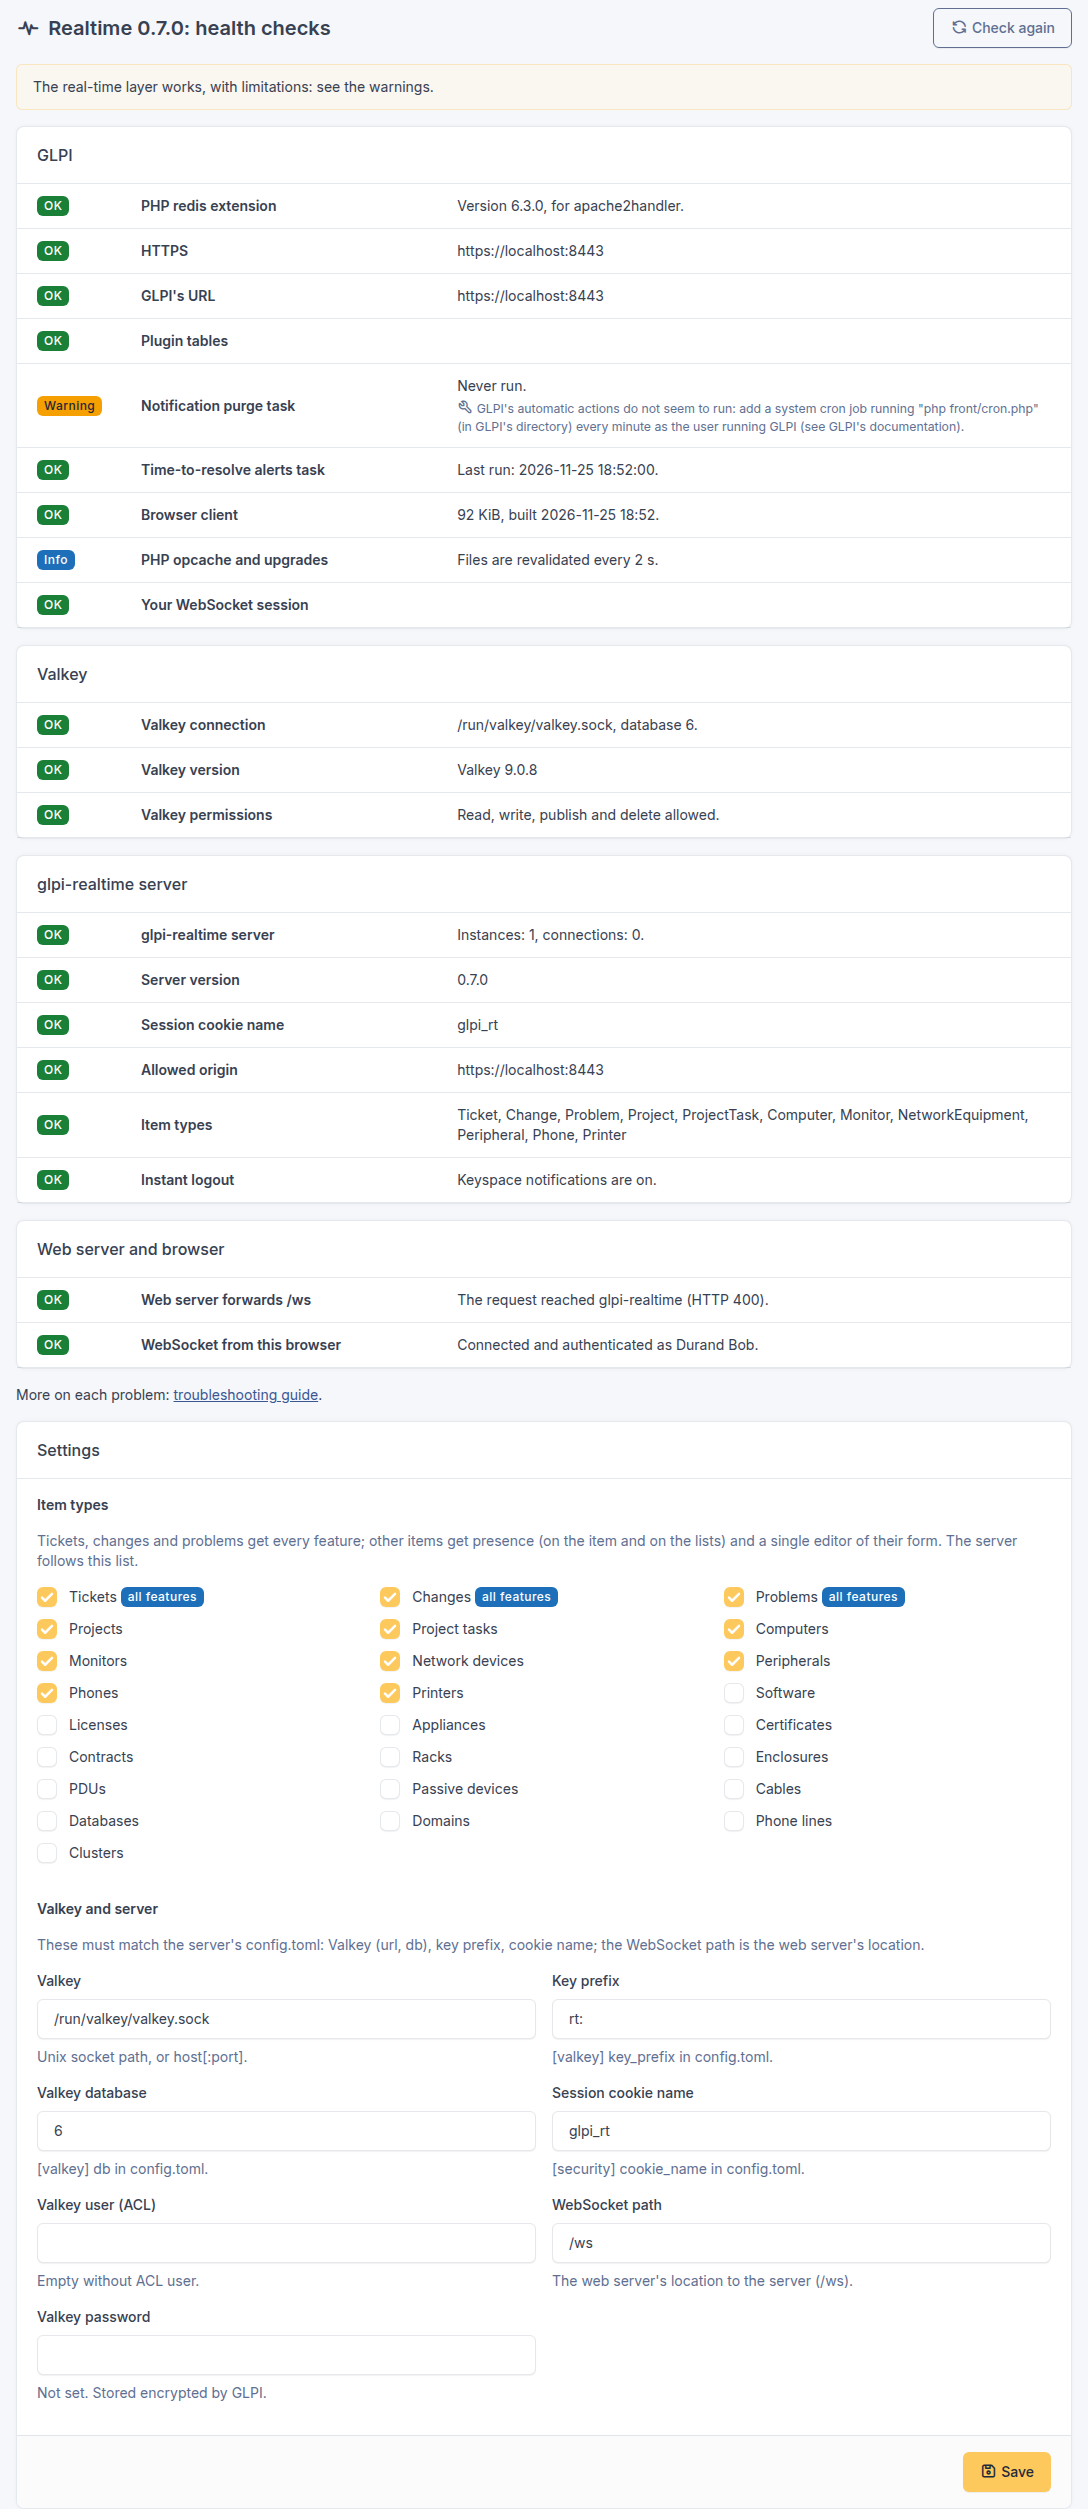 Realtime 0.7.0: health checks
Check again
The real-time layer works, with limitations: see the warnings.
GLPI
OK PHP redis extension Version 6.3.0, for apache2handler.
OK HTTPS https://localhost:8443
OK GLPI's URL https://localhost:8443
OK Plugin tables
Warning Notification purge task Never run.
GLPI's automatic actions do not seem to run: add a system cron job running "php front/cron.php"
(in GLPI's directory) every minute as the user running GLPI (see GLPI's documentation).
OK Time-to-resolve alerts task Last run: 2026-11-25 18:52:00.
OK Browser client 92 KiB, built 2026-11-25 18:52.
Info PHP opcache and upgrades Files are revalidated every 2 s.
OK Your WebSocket session
Valkey
OK Valkey connection /run/valkey/valkey.sock, database 6.
OK Valkey version Valkey 9.0.8
OK Valkey permissions Read, write, publish and delete allowed.
glpi-realtime server
OK glpi-realtime server Instances: 1, connections: 0.
OK Server version 0.7.0
OK Session cookie name glpi_rt
OK Allowed origin https://localhost:8443
OK Item types Ticket, Change, Problem, Project, ProjectTask, Computer, Monitor, NetworkEquipment,
Peripheral, Phone, Printer
OK Instant logout Keyspace notifications are on.
Web server and browser
OK Web server forwards /ws The request reached glpi-realtime (HTTP 400).
OK WebSocket from this browser Connected and authenticated as Durand Bob.
More on each problem: troubleshooting guide.
Settings
Item types
Tickets, changes and problems get every feature; other items get presence (on the item and on the lists) and a single editor of their form. The server
follows this list.
Tickets all features Changes all features Problems all features
Projects Project tasks Computers
Monitors Network devices Peripherals
Phones Printers Software
Licenses Appliances Certificates
Contracts Racks Enclosures
PDUs Passive devices Cables
Databases Domains Phone lines
Clusters
Valkey and server
These must match the server's config.toml: Valkey (url, db), key prefix, cookie name; the WebSocket path is the web server's location.
Valkey Key prefix
/run/valkey/valkey.sock rt:
Unix socket path, or host[:port]. [valkey] key_prefix in config.toml.
Valkey database Session cookie name
6 glpi_rt
[valkey] db in config.toml. [security] cookie_name in config.toml.
Valkey user (ACL) WebSocket path
/ws
Empty without ACL user. The web server's location to the server (/ws).
Valkey password
Not set. Stored encrypted by GLPI.
Save